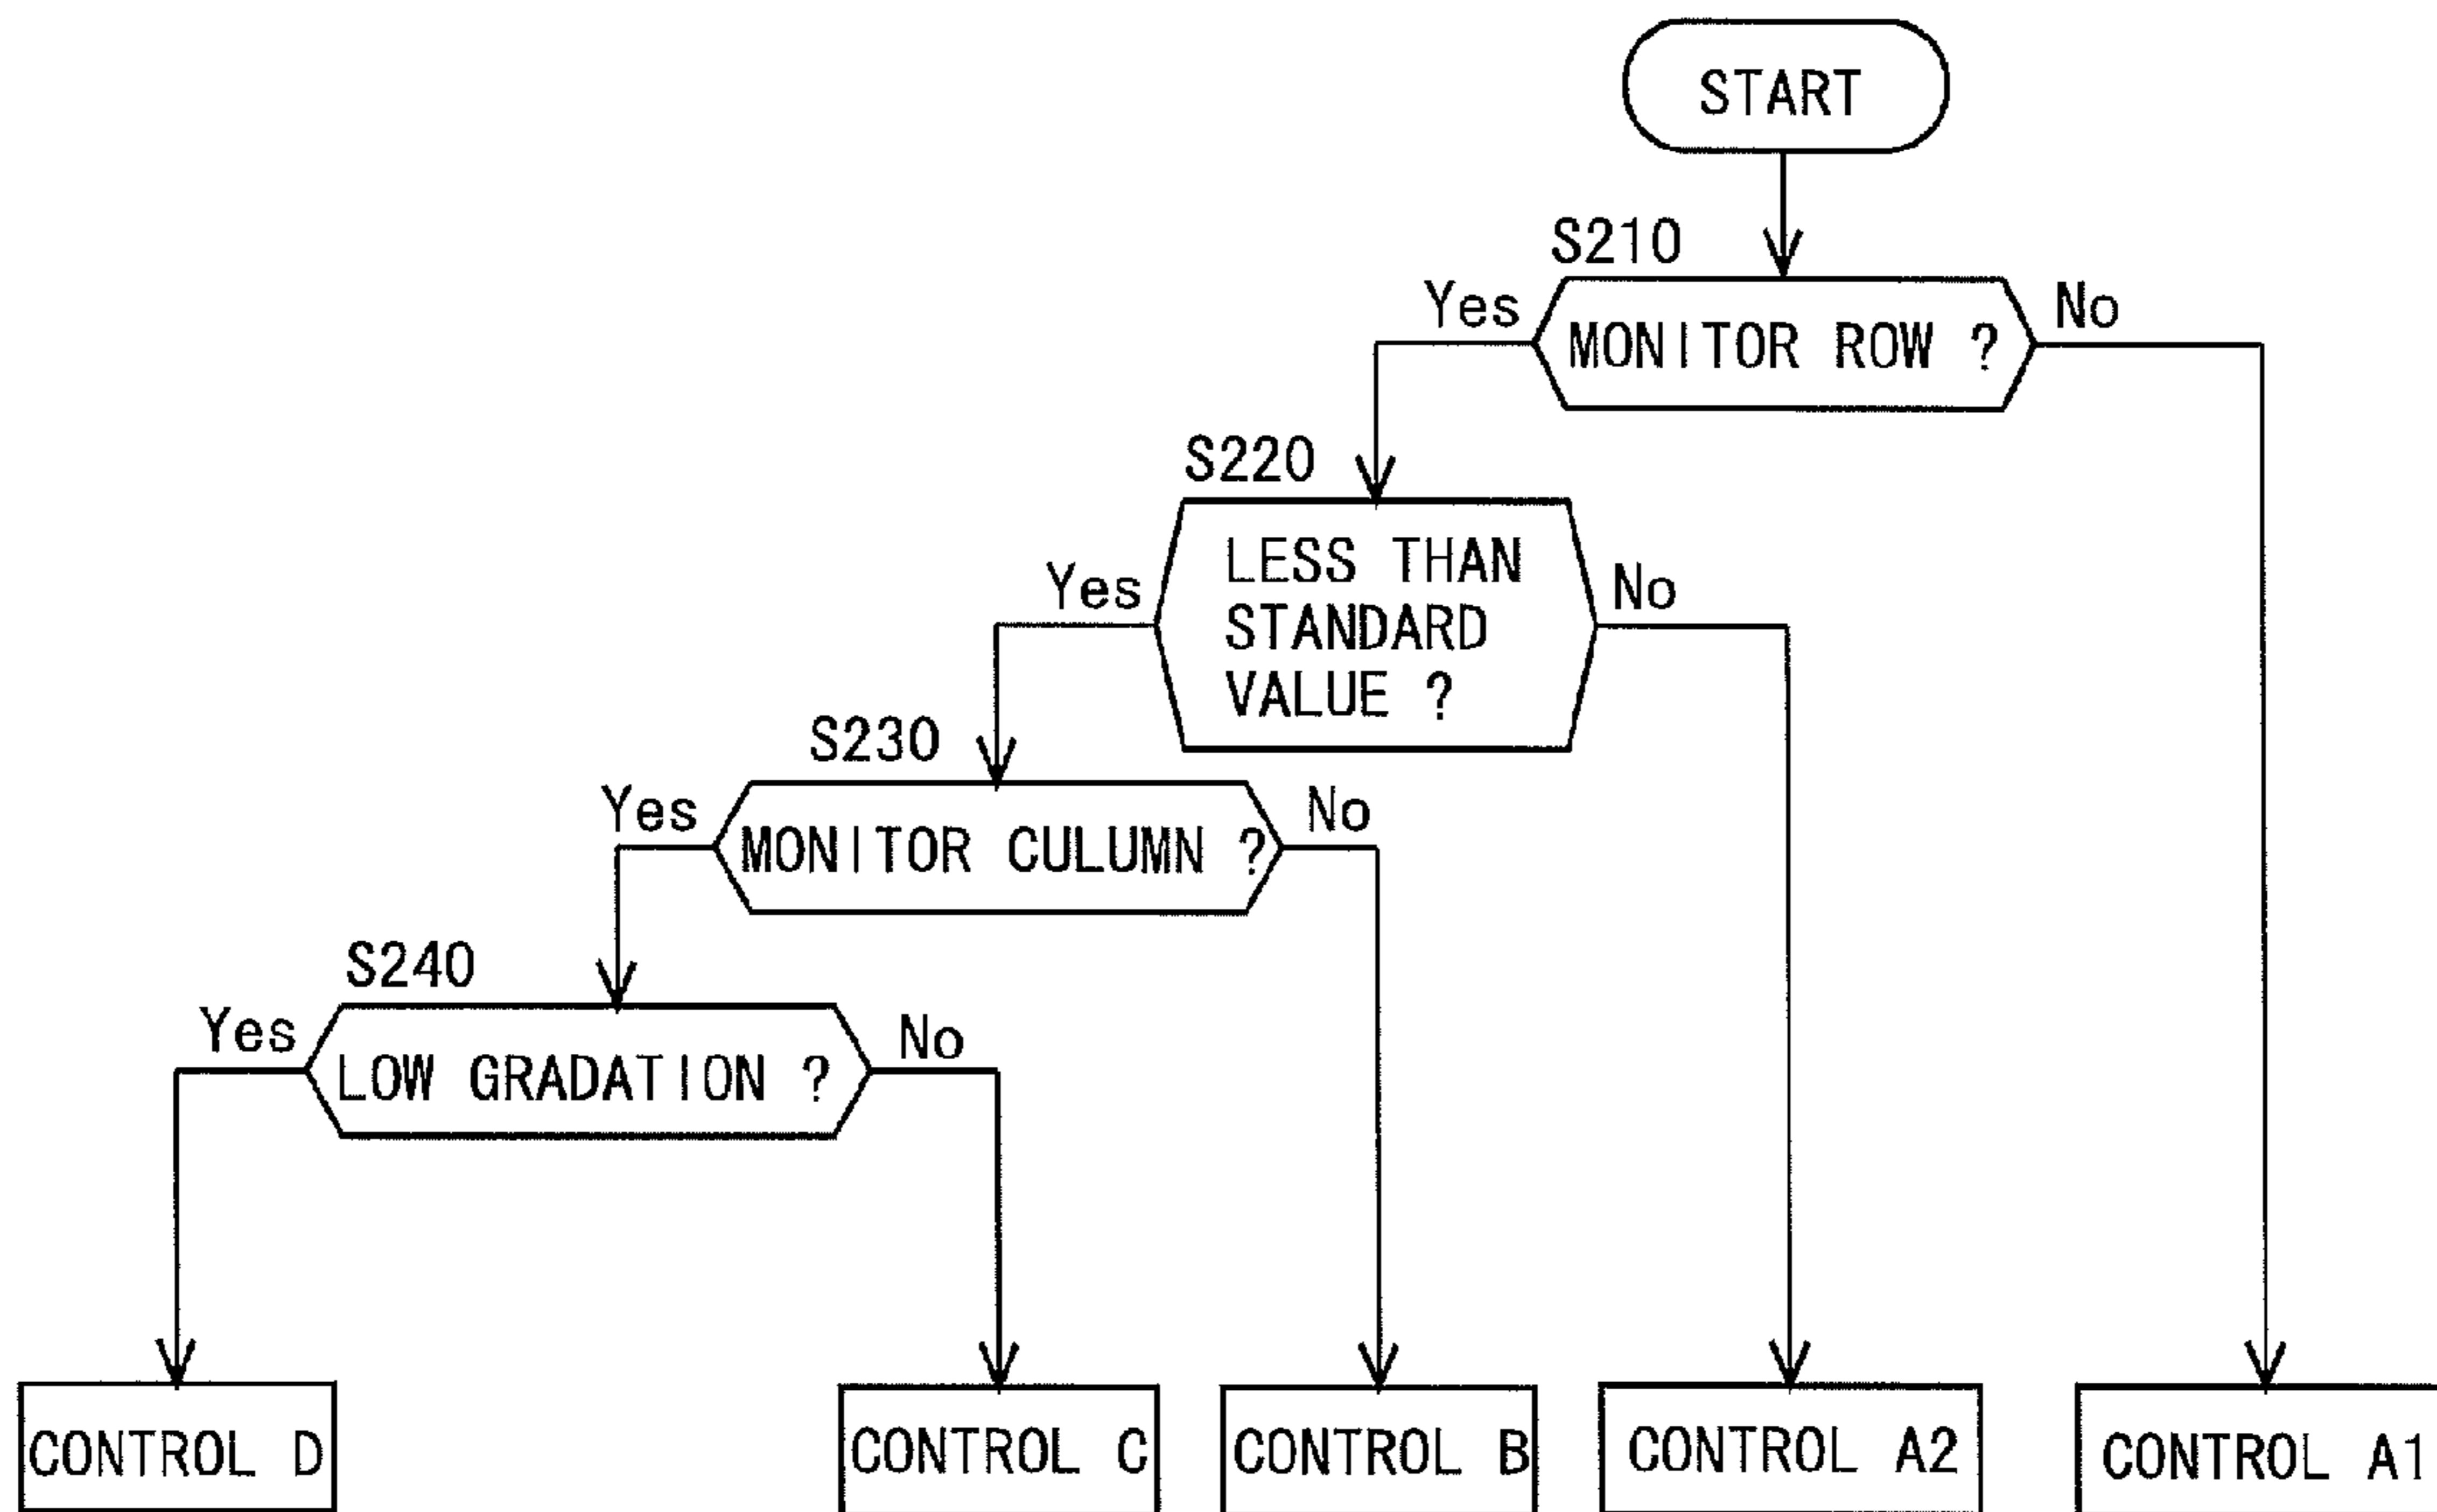 START
S210
Yes
MONITOR ROW ?
No
S220
Yes
LESS THAN
STANDARD
VALUE ?
No
S230
Yes
MONITOR CULUMN ?
No
S240
Yes
LOW GRADATION ?
No
CONTROL D
CONTROL C
CONTROL B
CONTROL A2
CONTROL A1